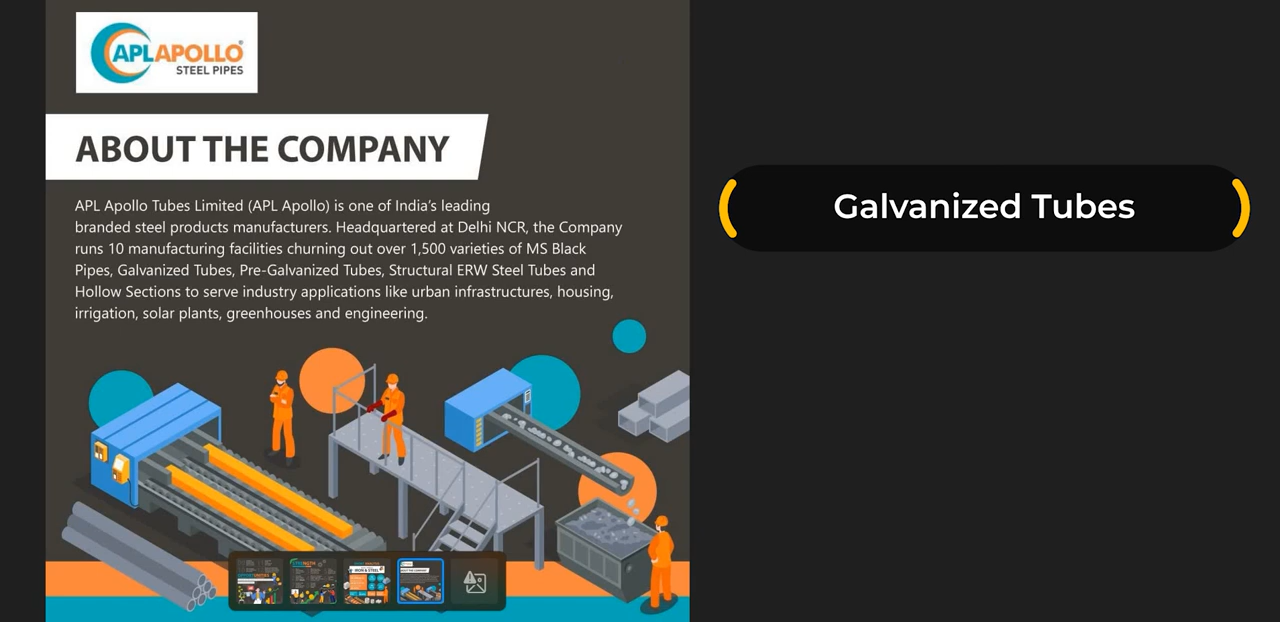 APLAPOLLO®
STEEL PIPES
ABOUT THE COMPANY
APL Apollo Tubes Limited (APL Apollo) is one of India’s leading
branded steel products manufacturers. Headquartered at Delhi NCR, the Company
runs 10 manufacturing facilities churning out over 1,500 varieties of MS Black
Pipes, Galvanized Tubes, Pre-Galvanized Tubes, Structural ERW Steel Tubes and
Hollow Sections to serve industry applications like urban infrastructures, housing,
irrigation, solar plants, greenhouses and engineering.
Galvanized Tubes